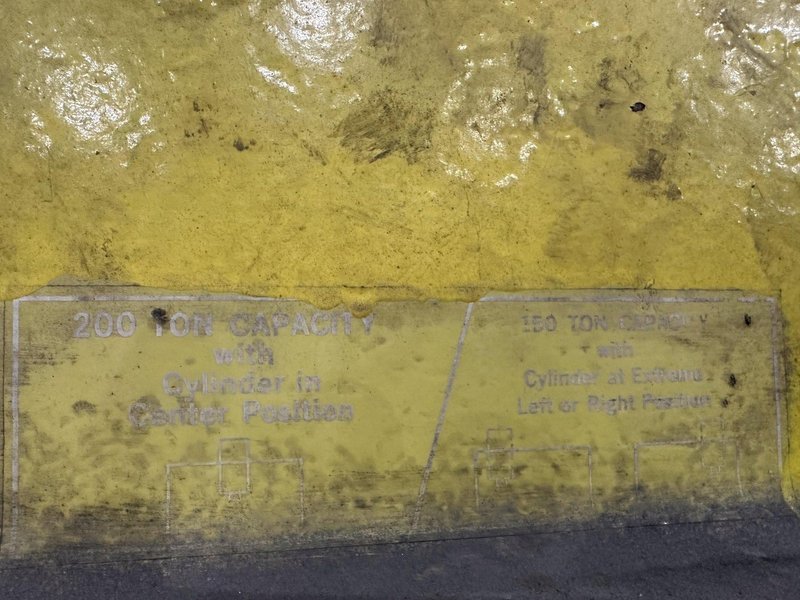 200 TON CAPACITY
with
Cylinder in
Center Position
150 TON CAPACITY
with
Cylinder at Extreme
Left or Right Position